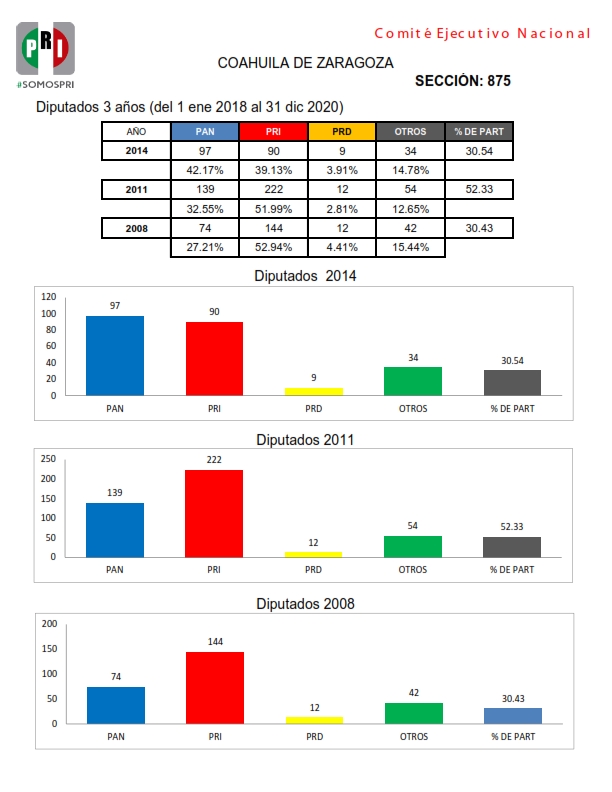 Comité Ejecutivo Nacional
PRI
#SOMOSPRI
COAHUILA DE ZARAGOZA
SECCIÓN: 875
Diputados 3 años (del 1 ene 2018 al 31 dic 2020)
AÑO PAN PRI PRD OTROS % DE PART
2014 97 90 9 34 30.54
42.17% 39.13% 3.91% 14.78%
2011 139 222 12 54 52.33
32.55% 51.99% 2.81% 12.65%
2008 74 144 12 42 30.43
27.21% 52.94% 4.41% 15.44%
Diputados 2014
120
100
80
60
40
20
0
97 90 9 34 30.54
PAN PRI PRD OTROS % DE PART
Diputados 2011
250
200
150
100
50
0
139 222 12 54 52.33
PAN PRI PRD OTROS % DE PART
Diputados 2008
200
150
100
50
0
74 144 12 42 30.43
PAN PRI PRD OTROS % DE PART